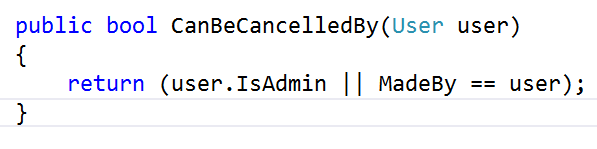 public bool CanBeCancelledBy(User user)
{
    return (user.IsAdmin || MadeBy == user);
}